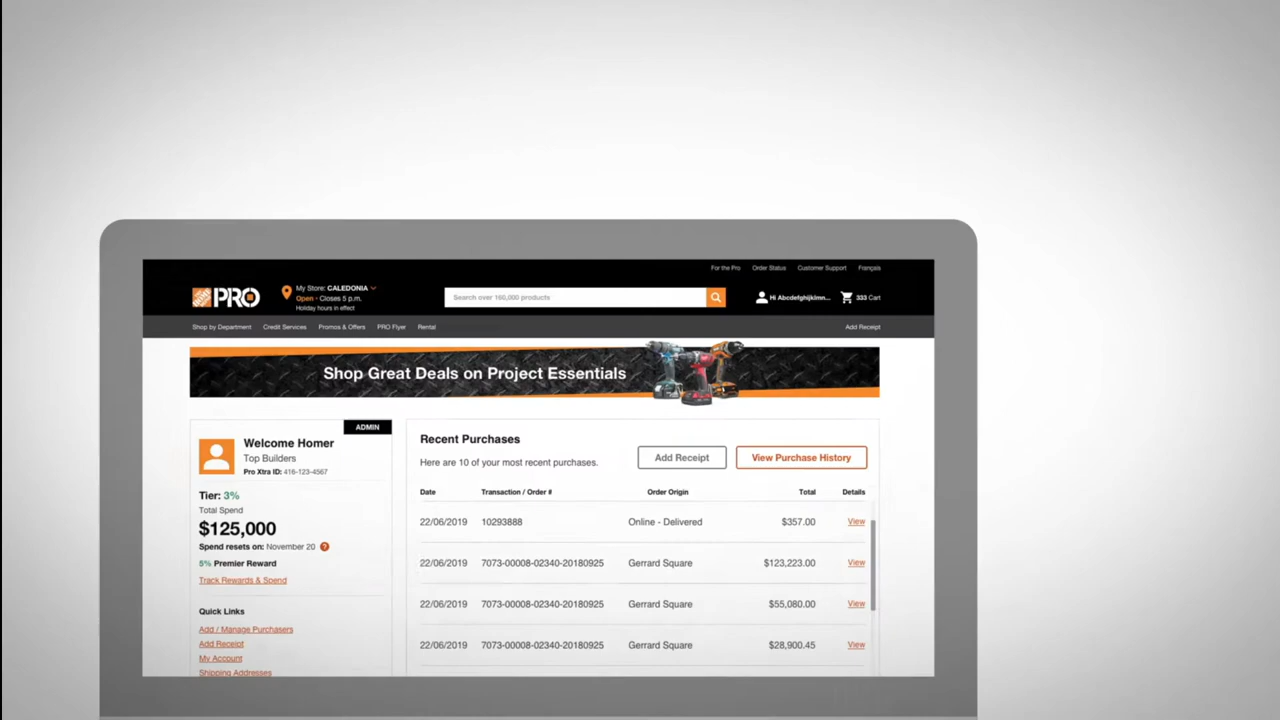 For the Pro Order Status Customer Support Français
THE HOME DEPOT PRO
My Store: CALEDONIA
Open • Closes 5 p.m.
Holiday hours in effect
Search over 160,000 products
Hi Abcdefghijklmn...
333 Cart
Shop by Department Credit Services Promos & Offers PRO Flyer Rental Add Receipt
Shop Great Deals on Project Essentials
ADMIN
Welcome Homer
Top Builders
Pro Xtra ID: 416-123-4567
Tier: 3%
Total Spend
$125,000
Spend resets on: November 20 ?
5% Premier Reward
Track Rewards & Spend
Quick Links
Add / Manage Purchasers
Add Receipt
My Account
Shipping Addresses
Recent Purchases
Here are 10 of your most recent purchases.
Add Receipt
View Purchase History
Date Transaction / Order # Order Origin Total Details
22/06/2019 10293888 Online - Delivered $357.00 View
22/06/2019 7073-00008-02340-20180925 Gerrard Square $123,223.00 View
22/06/2019 7073-00008-02340-20180925 Gerrard Square $55,080.00 View
22/06/2019 7073-00008-02340-20180925 Gerrard Square $28,900.45 View